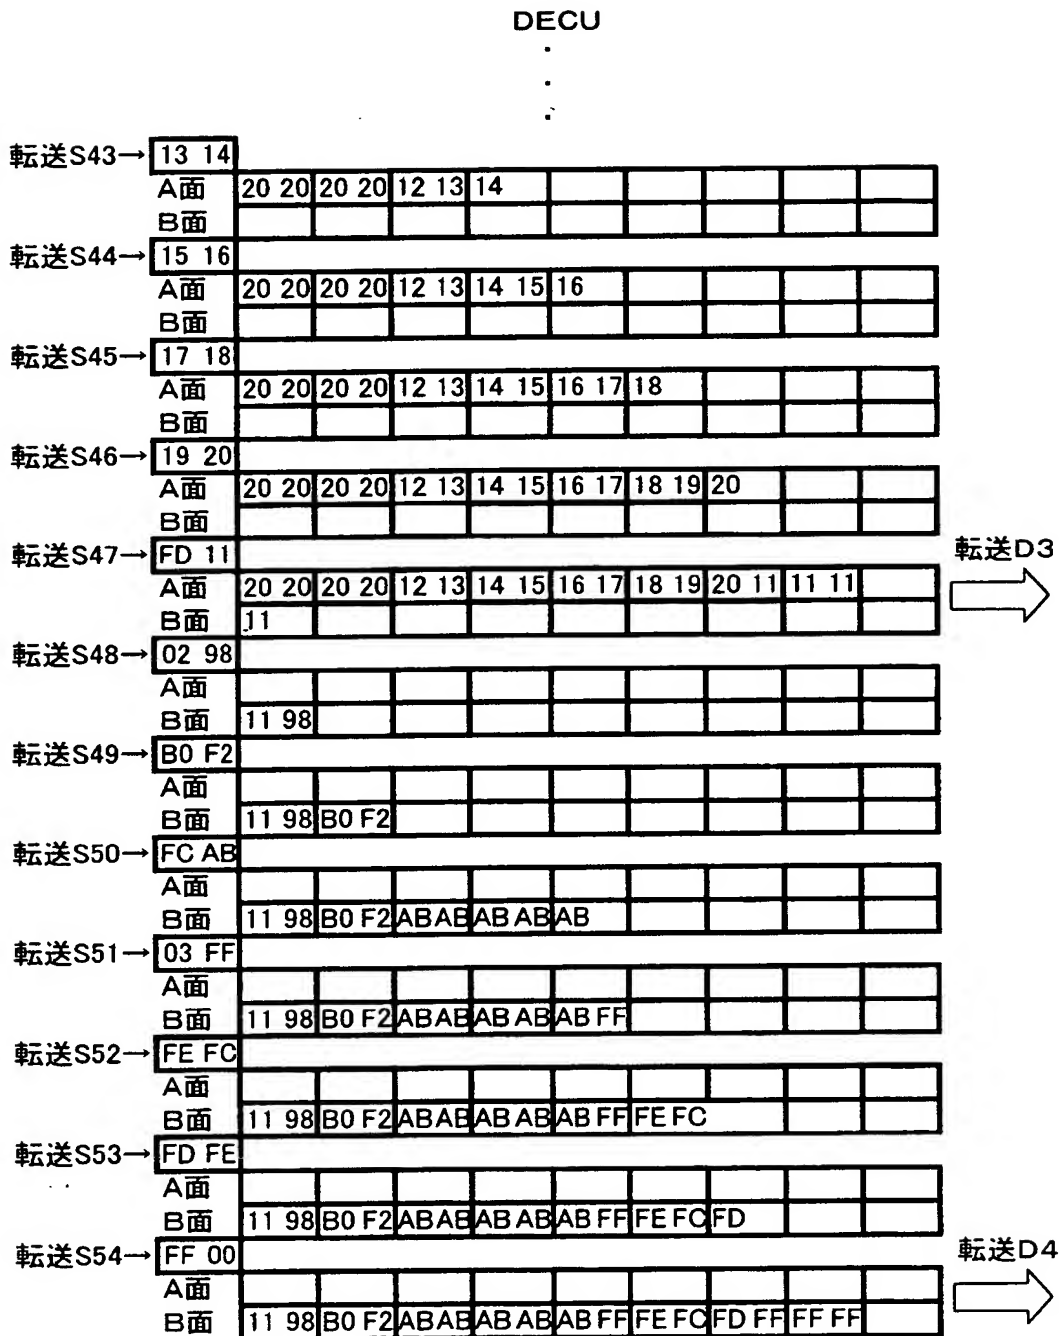 DECU
転送S43→ 13 14
A面 20 20 20 20 12 13 14
B面
転送S44→ 15 16
A面 20 20 20 20 12 13 14 15 16
B面
転送S45→ 17 18
A面 20 20 20 20 12 13 14 15 16 17 18
B面
転送S46→ 19 20
A面 20 20 20 20 12 13 14 15 16 17 18 19 20
B面
転送S47→ FD 11
転送D3
A面 20 20 20 20 12 13 14 15 16 17 18 19 20 11 11 11
B面 11
転送S48→ 02 98
A面
B面 11 98
転送S49→ B0 F2
A面
B面 11 98 B0 F2
転送S50→ FC AB
A面
B面 11 98 B0 F2 AB AB AB AB AB
転送S51→ 03 FF
A面
B面 11 98 B0 F2 AB AB AB AB AB FF
転送S52→ FE FC
A面
B面 11 98 B0 F2 AB AB AB AB AB FF FE FC
転送S53→ FD FE
A面
B面 11 98 B0 F2 AB AB AB AB AB FF FE FC FD
転送S54→ FF 00
転送D4
A面
B面 11 98 B0 F2 AB AB AB AB AB FF FE FC FD FF FF FF